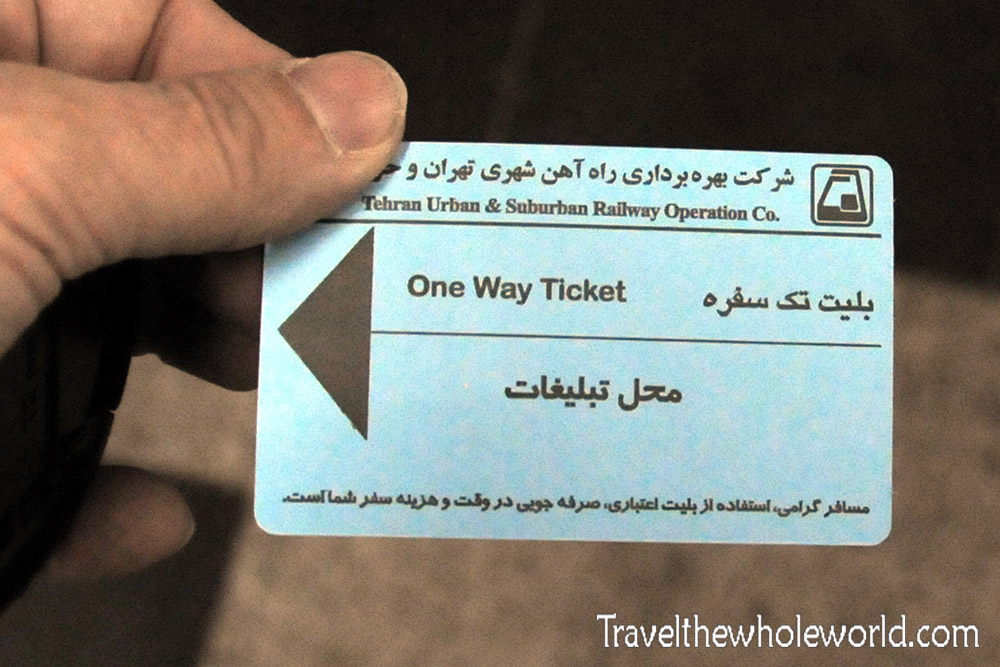 شرکت بهره‌برداری راه آهن شهری تهران و
Tehran Urban & Suburban Railway Operation Co.
One Way Ticket
بلیت تک سفره
محل تبلیغات
مسافر گرامی، استفاده از بلیت اعتباری، صرفه جویی در وقت و هزینه سفر شما است.
Travelthewholeworld.com